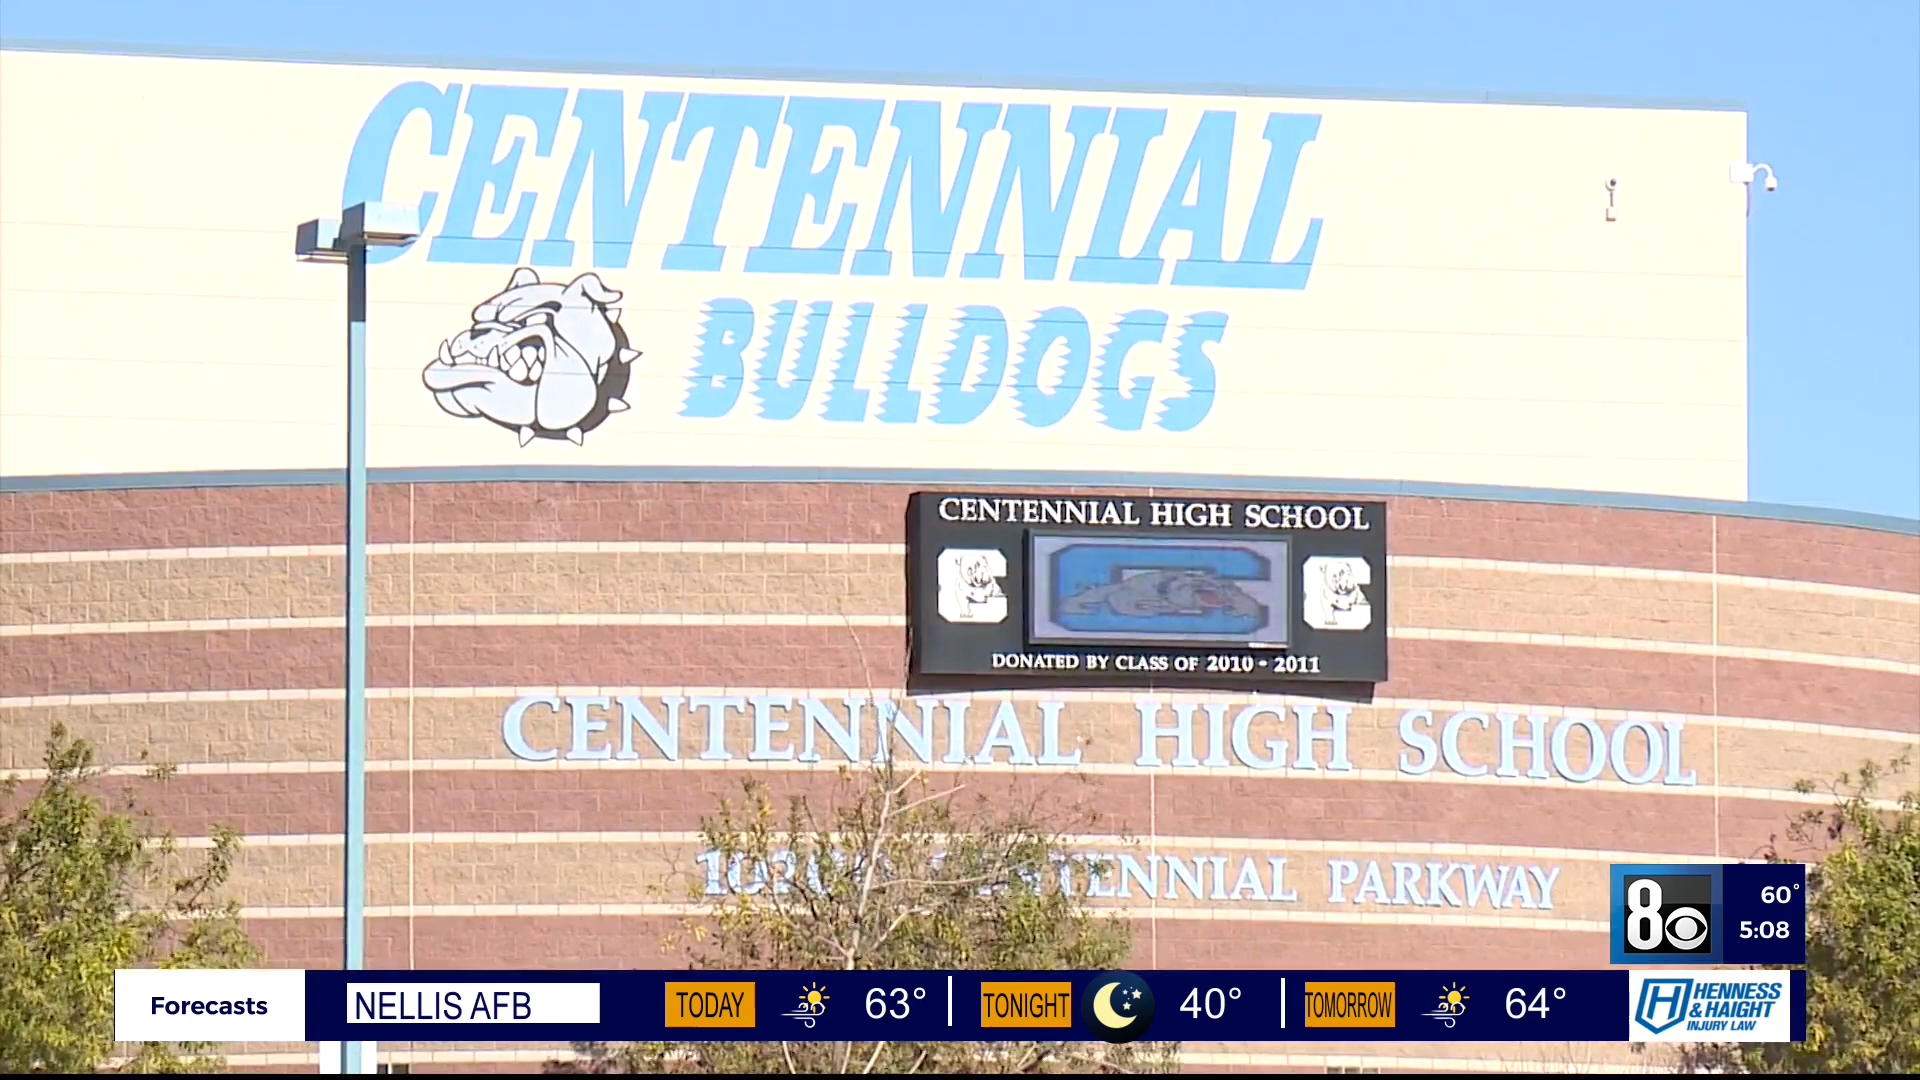 CENTENNIAL
BULLDOGS
CENTENNIAL HIGH SCHOOL
DONATED BY CLASS OF 2010 - 2011
CENTENNIAL HIGH SCHOOL
CENTENNIAL PARKWAY
8
60°
5:08
Forecasts NELLIS AFB TODAY 63° TONIGHT 40° TOMORROW 64°
HENNESS
& HAIGHT
INJURY LAW